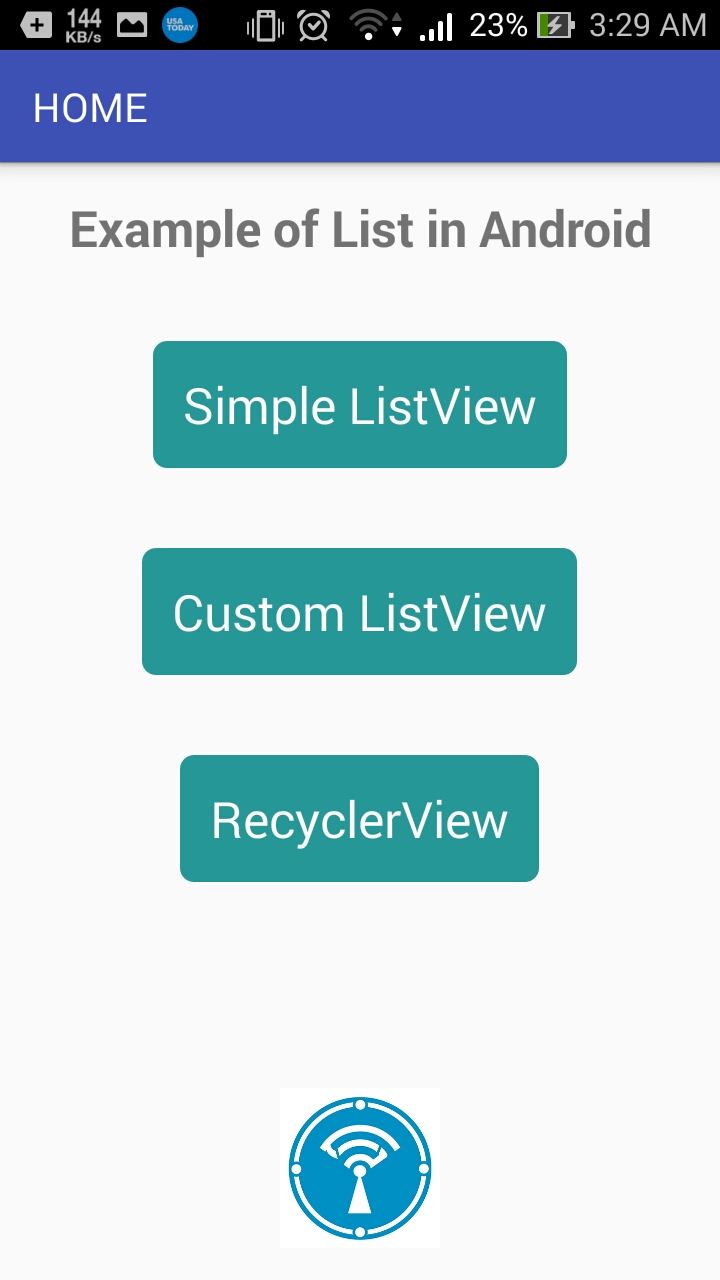 144
KB/s
USA
TODAY
23%
3:29 AM
HOME
Example of List in Android
Simple ListView
Custom ListView
RecyclerView